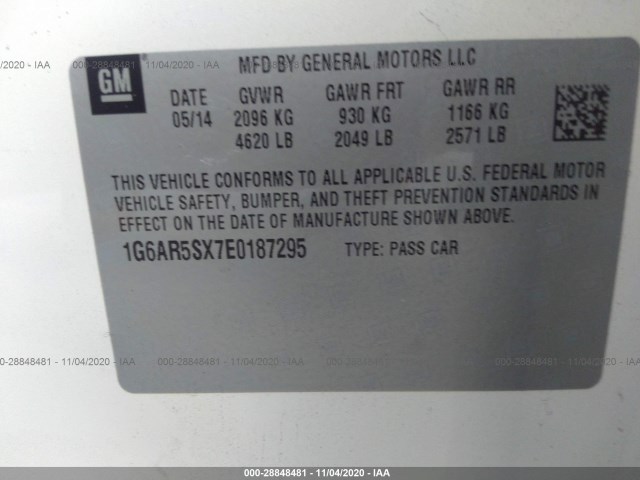 GM
MFD BY GENERAL MOTORS LLC
DATE GVWR GAWR FRT GAWR RR
05/14 2096 KG 930 KG 1166 KG
4620 LB 2049 LB 2571 LB
THIS VEHICLE CONFORMS TO ALL APPLICABLE U.S. FEDERAL MOTOR
VEHICLE SAFETY, BUMPER, AND THEFT PREVENTION STANDARDS IN
EFFECT ON THE DATE OF MANUFACTURE SHOWN ABOVE.
1G6AR5SX7E0187295 TYPE: PASS CAR
000-28848481 - 11/04/2020 - IAA